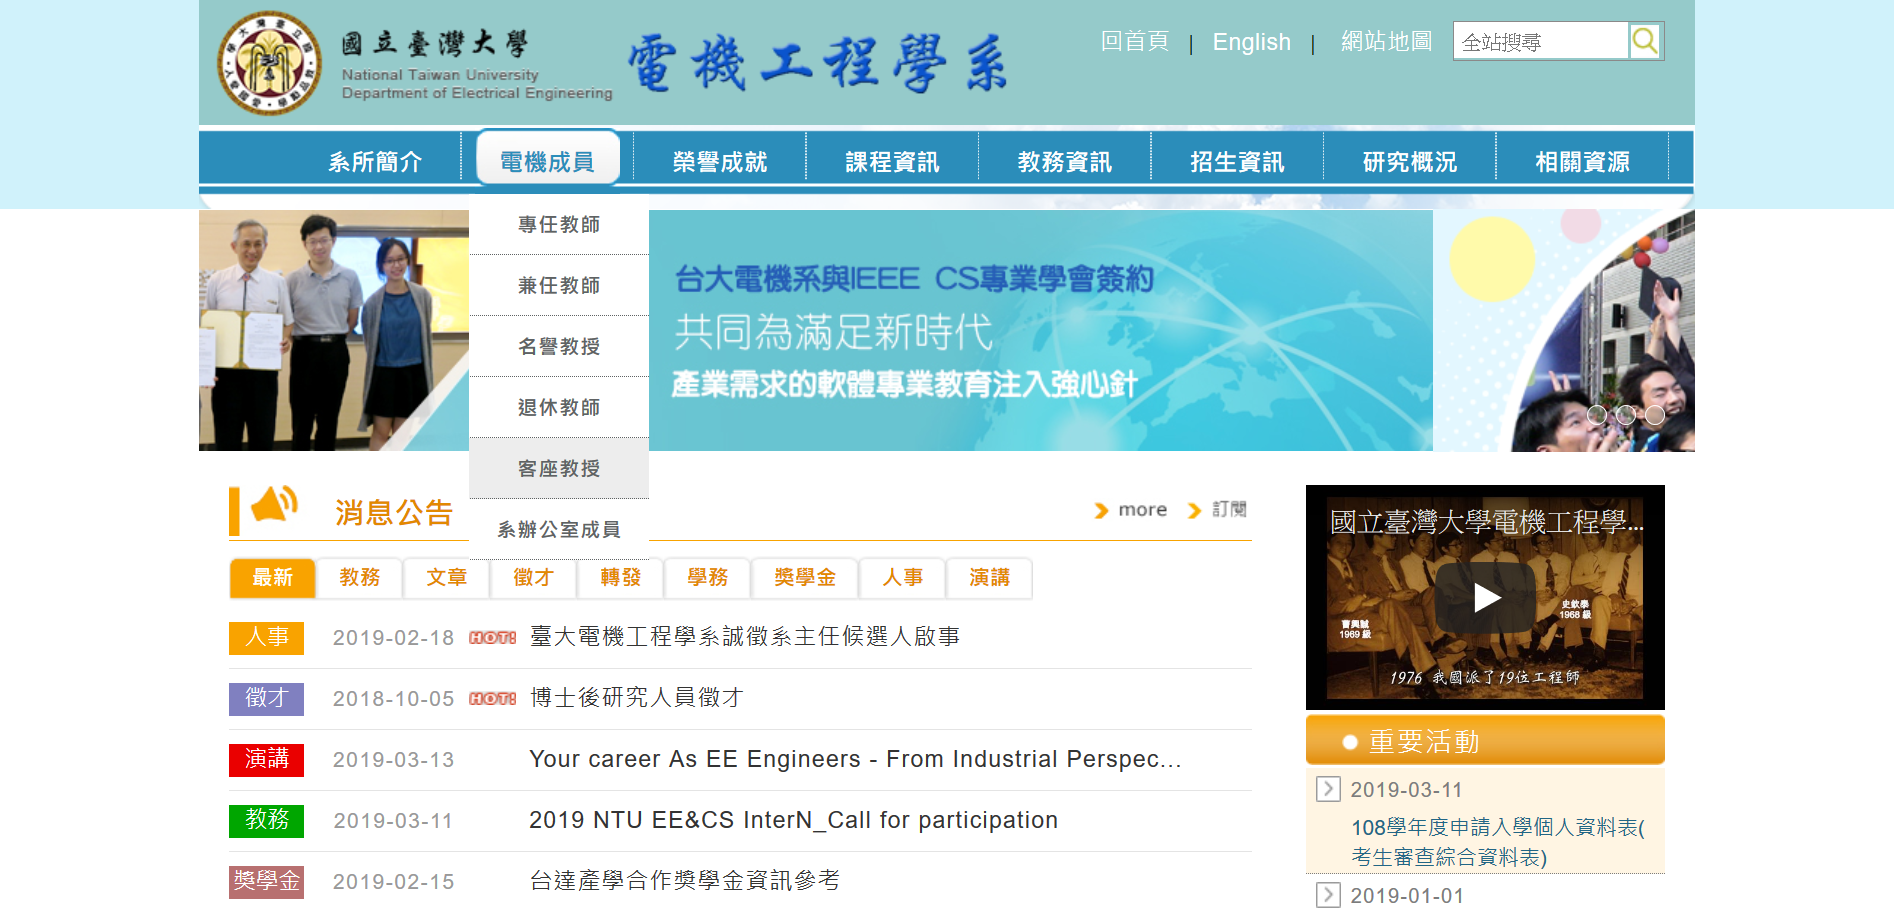 國立臺灣大學
National Taiwan University
Department of Electrical Engineering
電機工程學系
回首頁 | English | 網站地圖
全站搜尋
系所簡介 電機成員 榮譽成就 課程資訊 教務資訊 招生資訊 研究概況 相關資源
專任教師
兼任教師
名譽教授
退休教師
客座教授
系辦公室成員
台大電機系與IEEE CS專業學會簽約
共同為滿足新時代
產業需求的軟體專業教育注入強心針
消息公告
more 訂閱
最新 教務 文章 徵才 轉發 學務 獎學金 人事 演講
人事 2019-02-18 HOT! 臺大電機工程學系誠徵系主任候選人啟事
徵才 2018-10-05 HOT! 博士後研究人員徵才
演講 2019-03-13 Your career As EE Engineers - From Industrial Perspec...
教務 2019-03-11 2019 NTU EE&CS InterN_Call for participation
獎學金 2019-02-15 台達產學合作獎學金資訊參考
國立臺灣大學電機工程學...
史欽泰
1968 級
曹興誠
1969 級
1976 我國派了19位工程師
重要活動
2019-03-11
108學年度申請入學個人資料表(
考生審查綜合資料表)
2019-01-01